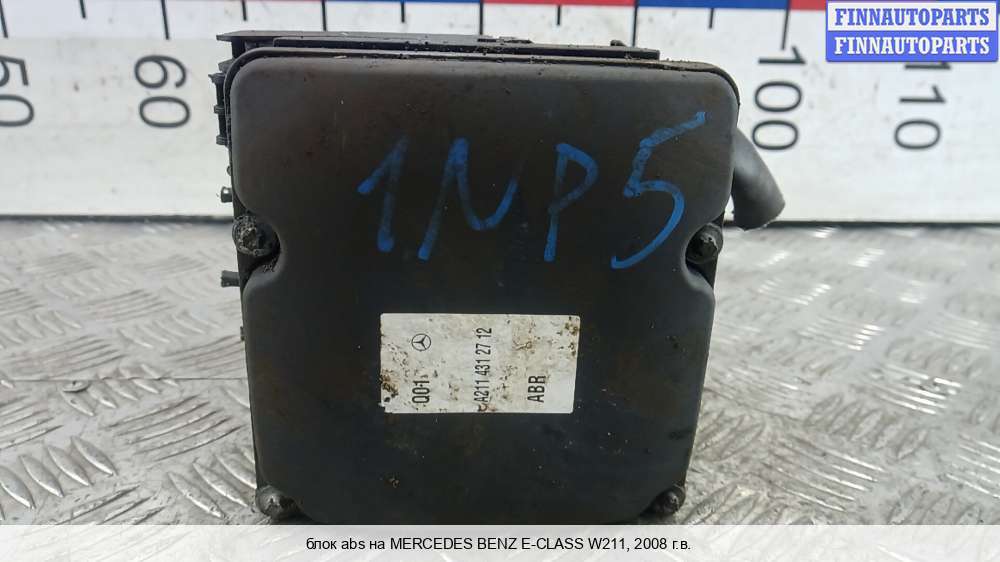 FINNAUTOPARTS
FINNAUTOPARTS
50
60
100
110
1NP5
Q01
A211 431 27 12
ABR
блок abs на MERCEDES BENZ E-CLASS W211, 2008 г.в.